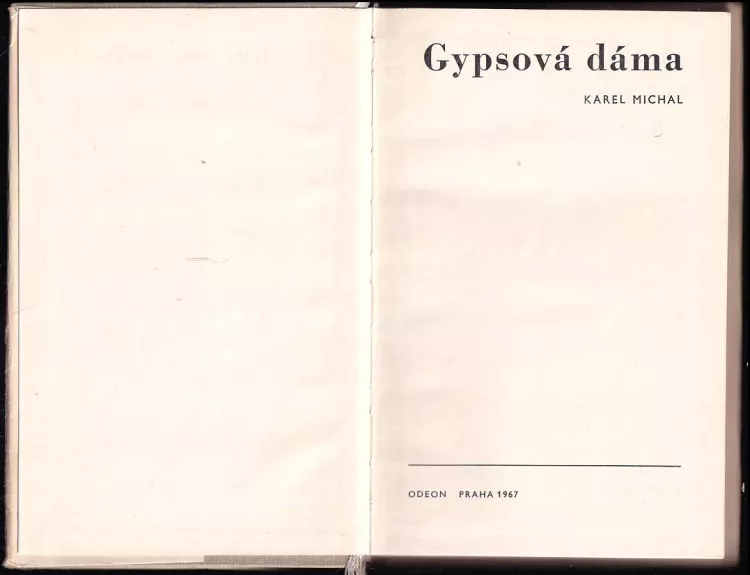 Gypsová dáma
KAREL MICHAL
ODEON PRAHA 1967